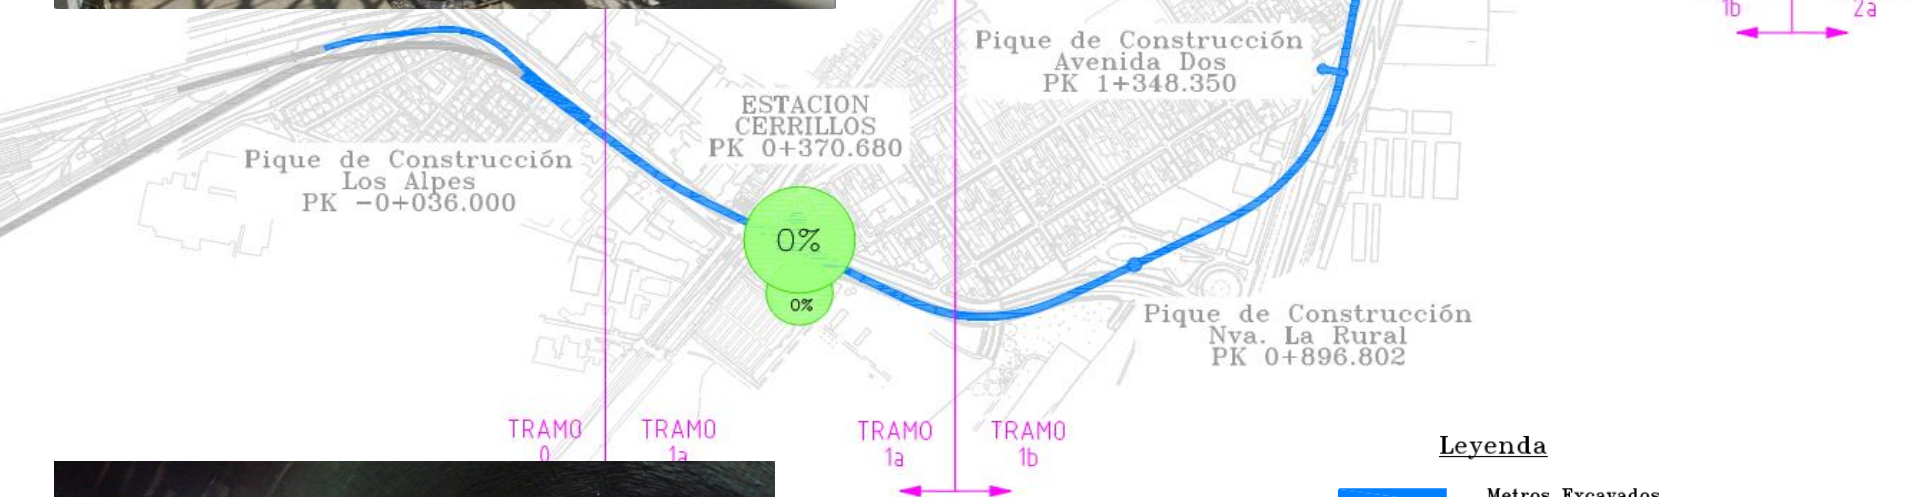 1b
2a
Pique de Construcción
Avenida Dos
PK 1+348.350
ESTACION
CERRILLOS
PK 0+370.680
Pique de Construcción
Los Alpes
PK −0+036.000
0%
0%
Pique de Construcción
Nva. La Rural
PK 0+896.802
TRAMO
0
TRAMO
1a
TRAMO
1a
TRAMO
1b
Leyenda
Metros Excavados